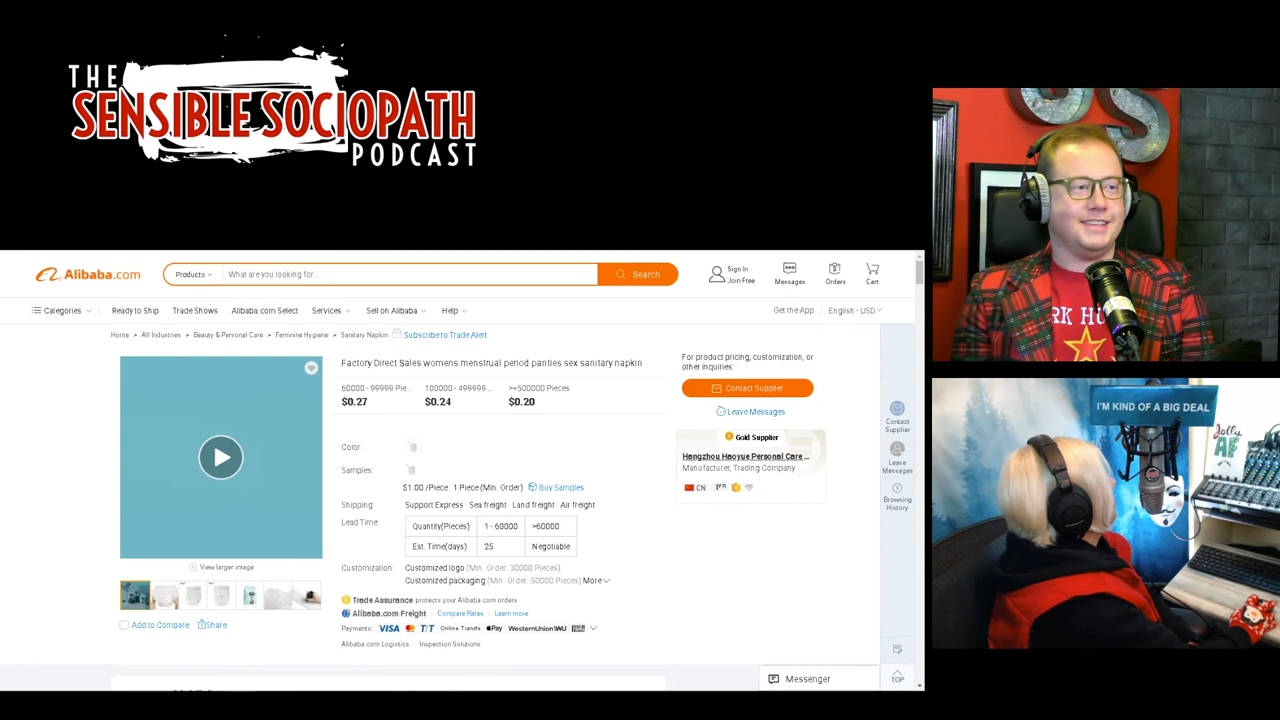 THE
SENSIBLE SOCIOPATH
PODCAST
I'M KIND OF A BIG DEAL
Alibaba.com
Products
What are you looking for...
Search
Sign In
Join Free
Messages
Orders
Cart
Categories
Ready to Ship
Trade Shows
Alibaba.com Select
Services
Sell on Alibaba
Help
Get the App
English - USD
Home > All Industries > Beauty & Personal Care > Feminine Hygiene > Sanitary Napkin
Subscribe to Trade Alert
View larger image
Add to Compare
Share
Factory Direct Sales womens menstrual period panties sex sanitary napkin
60000 - 99999 Pie... 100000 - 499999 ... >=500000 Pieces
$0.27 $0.24 $0.20
Color:
Samples:
$1.00 /Piece 1 Piece (Min. Order) Buy Samples
Shipping: Support Express · Sea freight · Land freight · Air freight
Lead Time: Quantity(Pieces) 1 - 60000 >60000
Est. Time(days) 25 Negotiable
Customization: Customized logo (Min. Order: 30000 Pieces)
Customized packaging (Min. Order: 50000 Pieces) More
Trade Assurance protects your Alibaba.com orders
Alibaba.com Freight Compare Rates Learn more
Payments: VISA T/T Online Transfer Pay WesternUnion WU
Alibaba.com Logistics · Inspection Solutions
For product pricing, customization, or
other inquiries:
Contact Supplier
Leave Messages
Gold Supplier
Hangzhou Haoyue Personal Care ...
Manufacturer, Trading Company
CN
Contact
Supplier
Leave
Messages
Browsing
History
TOP
Messenger